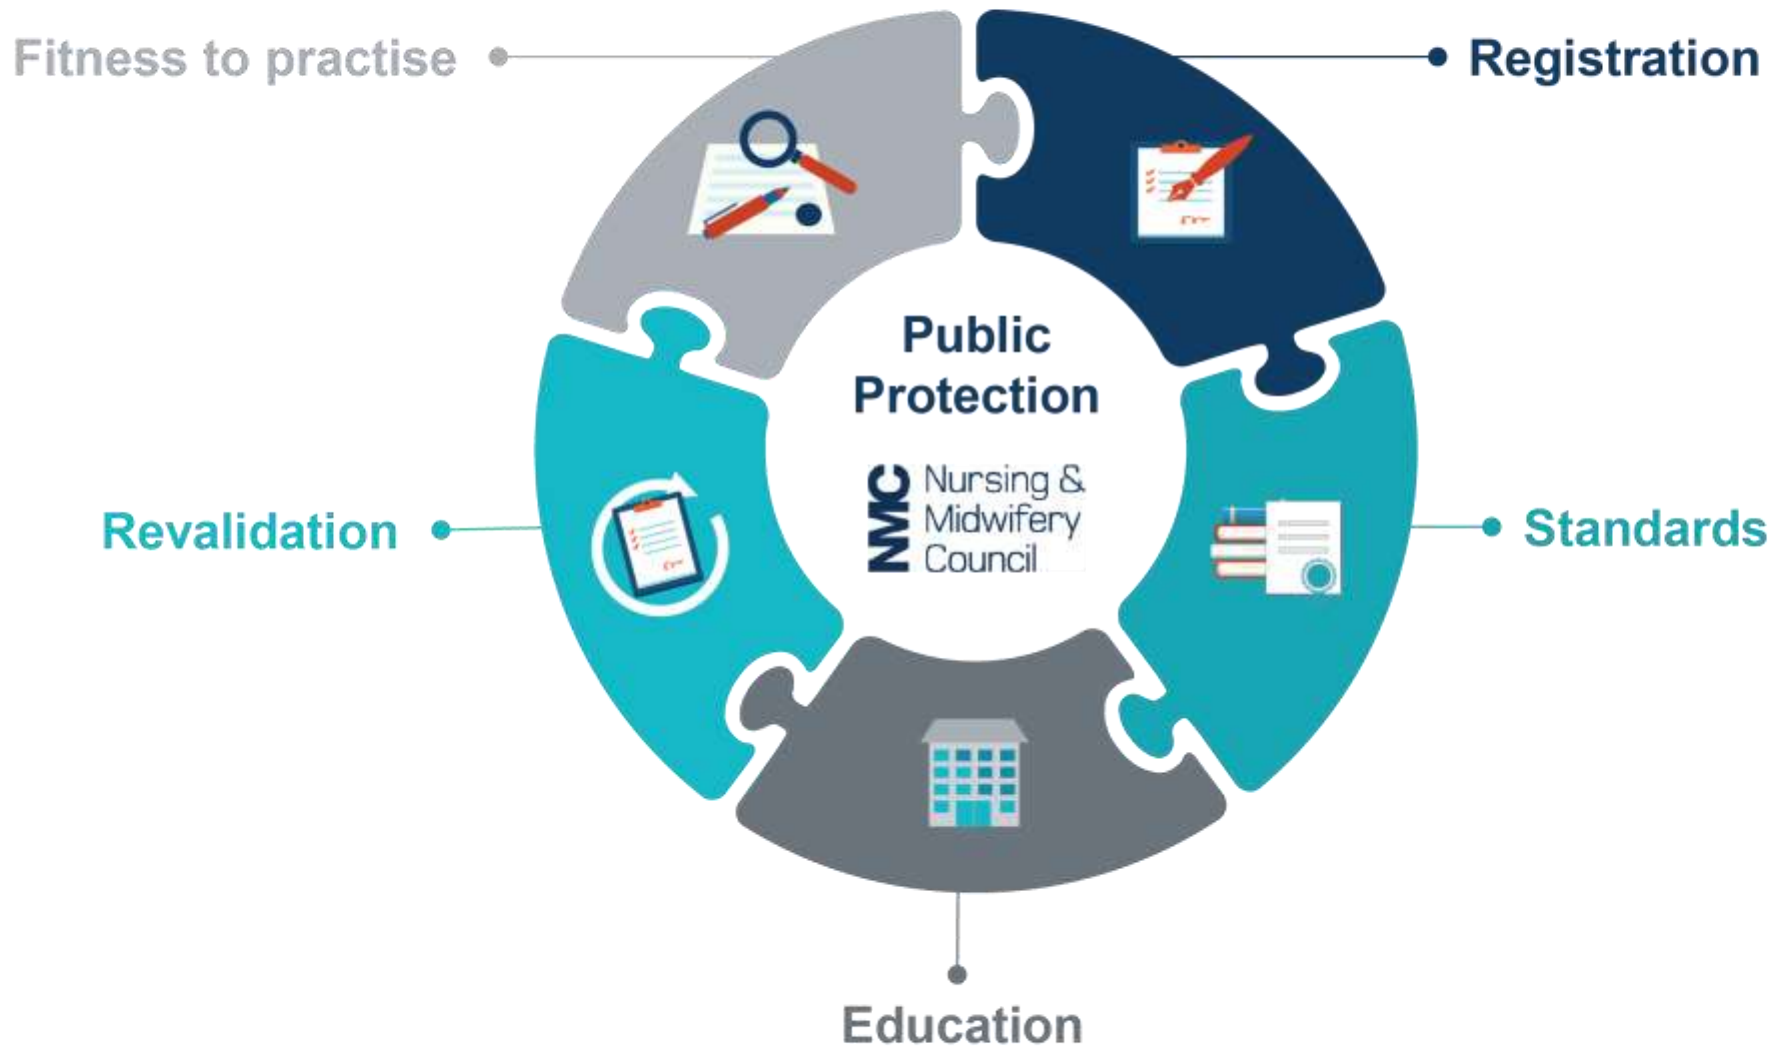 Fitness to practise
Registration
Public
Protection
NMC
Nursing &
Midwifery
Council
Revalidation
Standards
Education